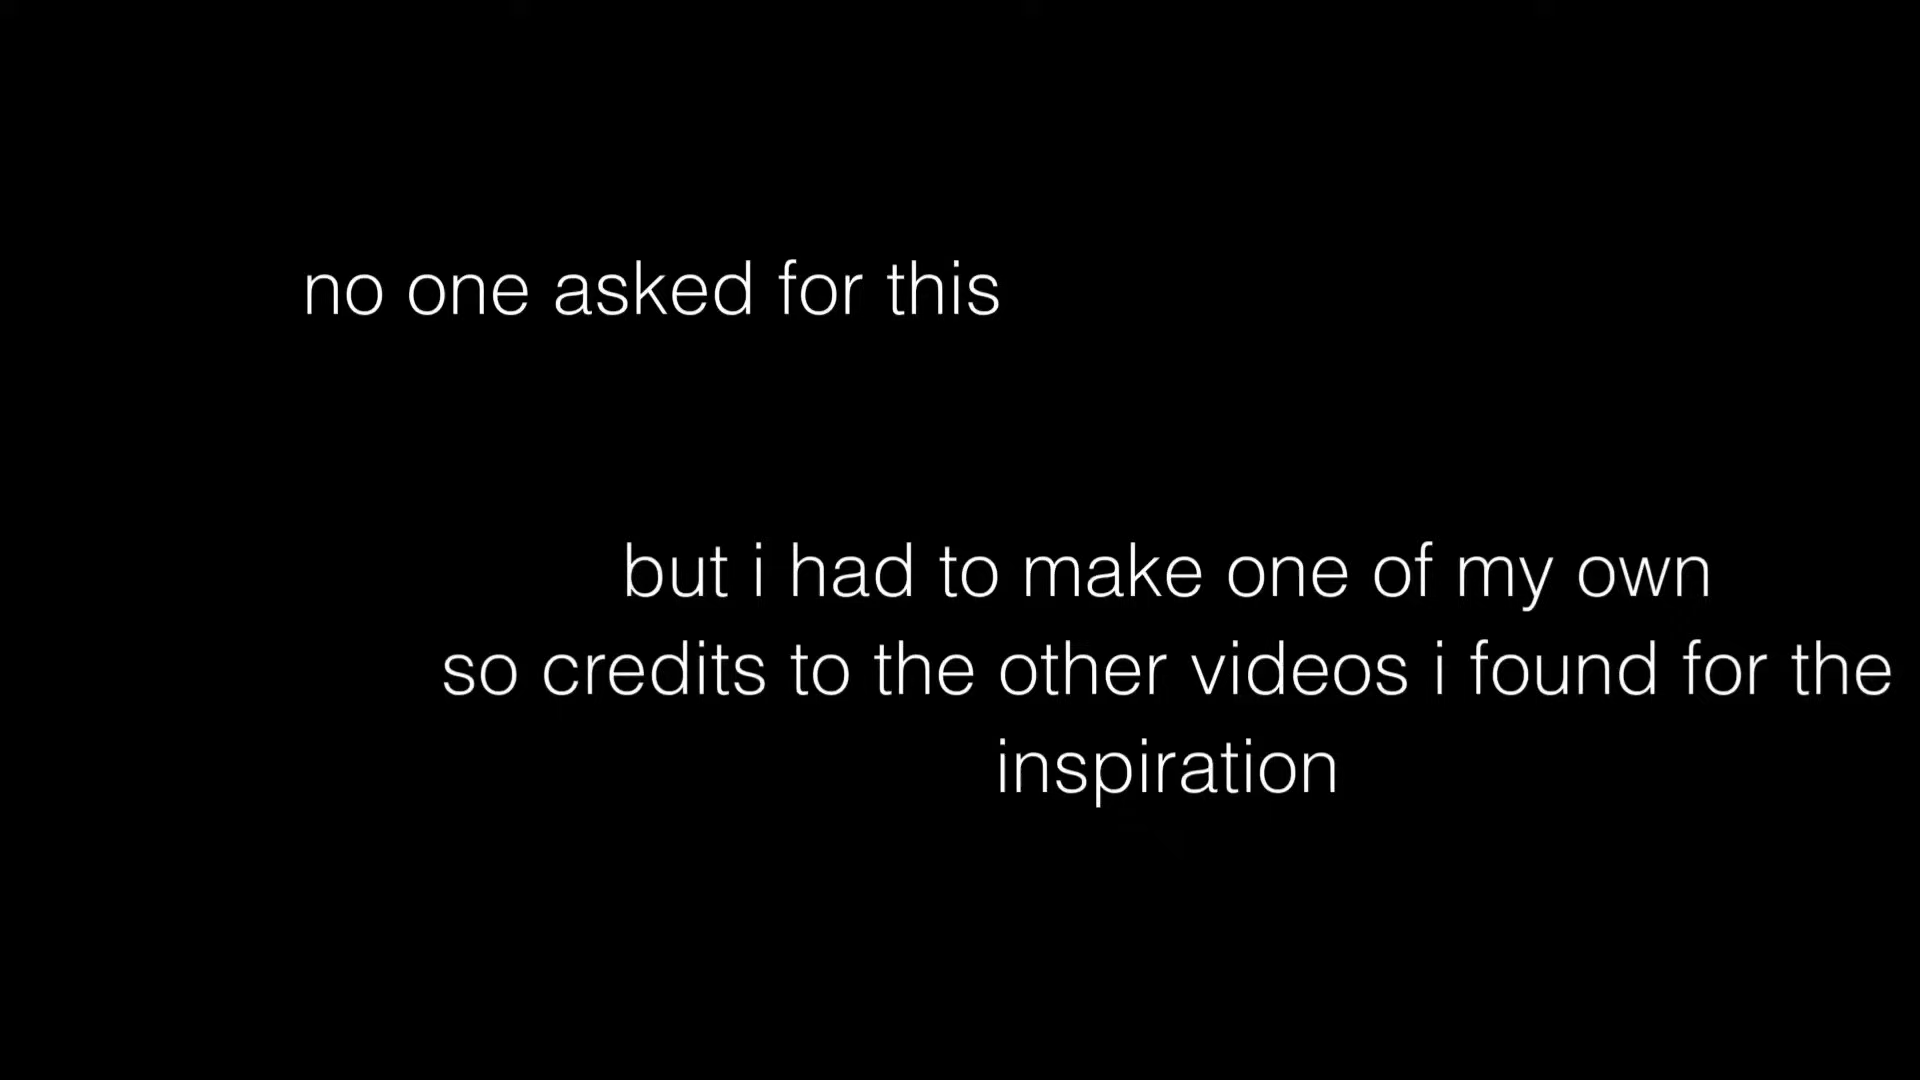 no one asked for this
but i had to make one of my own
so credits to the other videos i found for the
inspiration